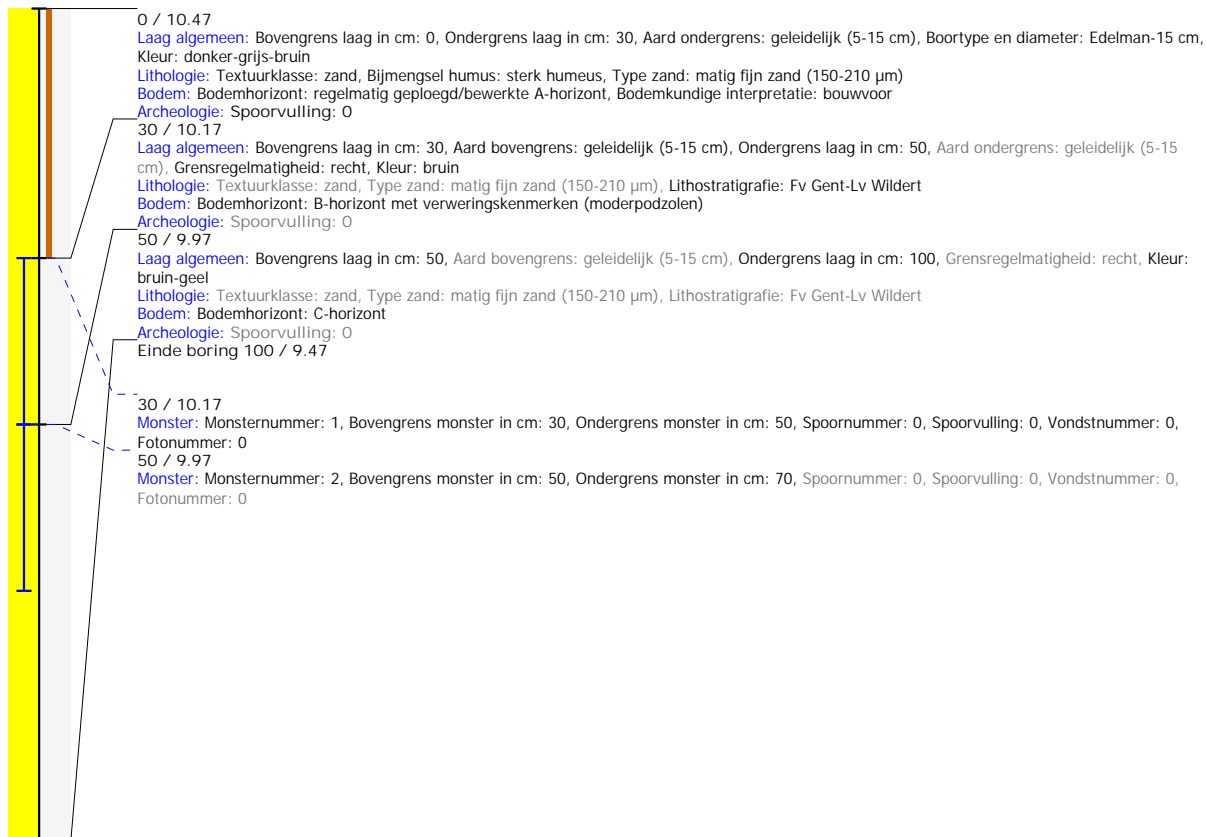 0 / 10.47
Laag algemeen: Bovengrens laag in cm: 0, Ondergrens laag in cm: 30, Aard ondergrens: geleidelijk (5-15 cm), Boortype en diameter: Edelman-15 cm,
Kleur: donker-grijs-bruin
Lithologie: Textuurklasse: zand, Bijmengsel humus: sterk humeus, Type zand: matig fijn zand (150-210 µm)
Bodem: Bodemhorizont: regelmatig geploegd/bewerkte A-horizont, Bodemkundige interpretatie: bouwvoor
Archeologie: Spoorvulling: 0
30 / 10.17
Laag algemeen: Bovengrens laag in cm: 30, Aard bovengrens: geleidelijk (5-15 cm), Ondergrens laag in cm: 50, Aard ondergrens: geleidelijk (5-15
cm), Grensregelmatigheid: recht, Kleur: bruin
Lithologie: Textuurklasse: zand, Type zand: matig fijn zand (150-210 µm), Lithostratigrafie: Fv Gent-Lv Wildert
Bodem: Bodemhorizont: B-horizont met verweringskenmerken (moderpodzolen)
Archeologie: Spoorvulling: 0
50 / 9.97
Laag algemeen: Bovengrens laag in cm: 50, Aard bovengrens: geleidelijk (5-15 cm), Ondergrens laag in cm: 100, Grensregelmatigheid: recht, Kleur:
bruin-geel
Lithologie: Textuurklasse: zand, Type zand: matig fijn zand (150-210 µm), Lithostratigrafie: Fv Gent-Lv Wildert
Bodem: Bodemhorizont: C-horizont
Archeologie: Spoorvulling: 0
Einde boring 100 / 9.47
30 / 10.17
Monster: Monsternummer: 1, Bovengrens monster in cm: 30, Ondergrens monster in cm: 50, Spoornummer: 0, Spoorvulling: 0, Vondstnummer: 0,
Fotonummer: 0
50 / 9.97
Monster: Monsternummer: 2, Bovengrens monster in cm: 50, Ondergrens monster in cm: 70, Spoornummer: 0, Spoorvulling: 0, Vondstnummer: 0,
Fotonummer: 0